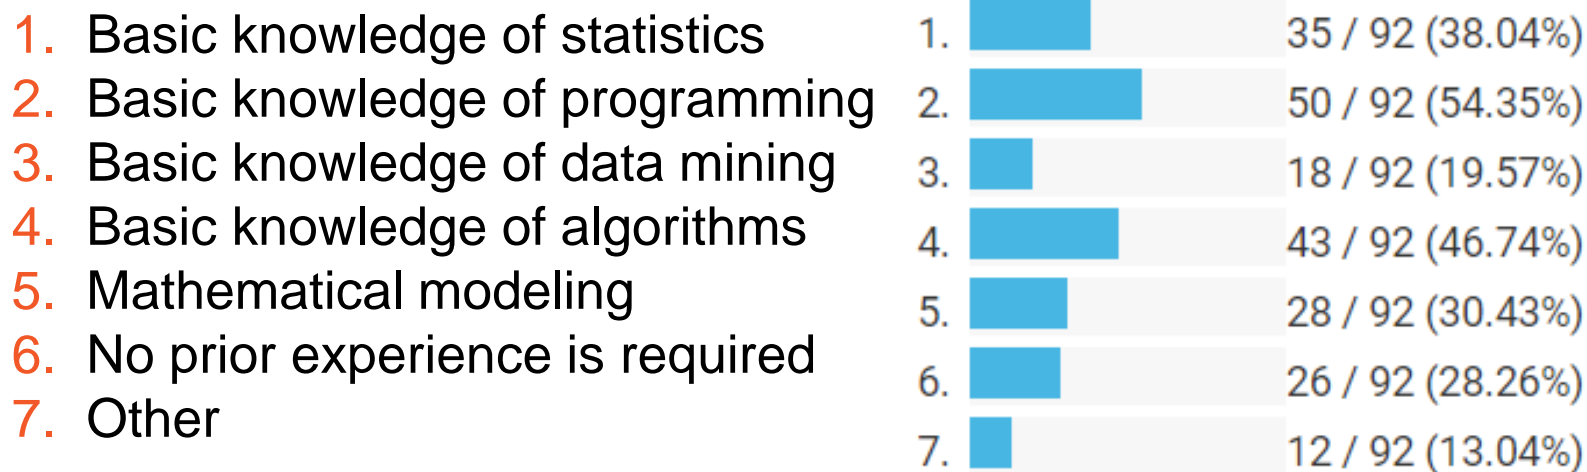 1. Basic knowledge of statistics
2. Basic knowledge of programming
3. Basic knowledge of data mining
4. Basic knowledge of algorithms
5. Mathematical modeling
6. No prior experience is required
7. Other
1. 35 / 92 (38.04%)
2. 50 / 92 (54.35%)
3. 18 / 92 (19.57%)
4. 43 / 92 (46.74%)
5. 28 / 92 (30.43%)
6. 26 / 92 (28.26%)
7. 12 / 92 (13.04%)